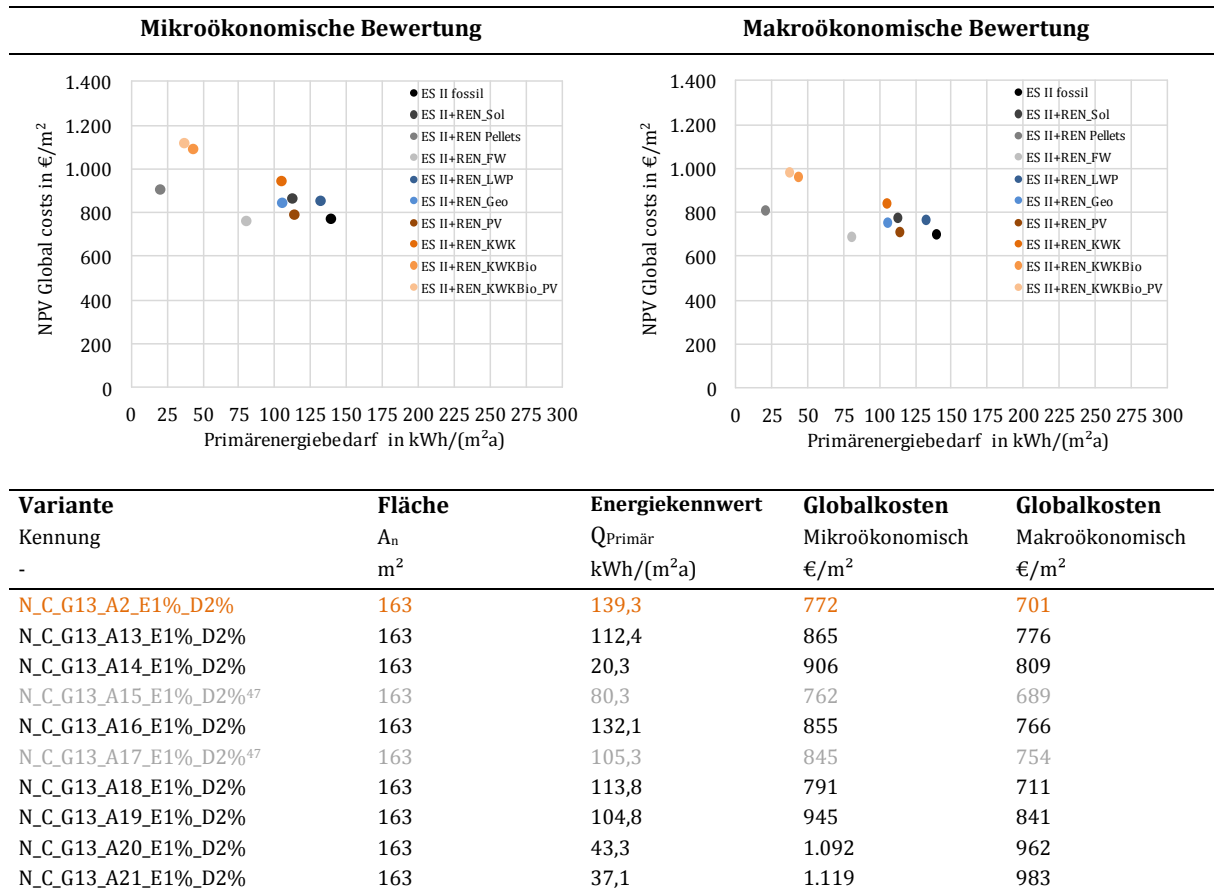 Mikroökonomische Bewertung
Makroökonomische Bewertung
NPV Global costs in €/m²
1.400
1.200
1.000
800
600
400
200
0
0 25 50 75 100 125 150 175 200 225 250 275 300
Primärenergiebedarf in kWh/(m²a)
ES II fossil
ES II+REN_Sol
ES II+REN Pellets
ES II+REN_FW
ES II+REN_LWP
ES II+REN_Geo
ES II+REN_PV
ES II+REN_KWK
ES II+REN_KWKBio
ES II+REN_KWKBio_PV
NPV Global costs in €/m²
1.400
1.200
1.000
800
600
400
200
0
0 25 50 75 100 125 150 175 200 225 250 275 300
Primärenergiebedarf in kWh/(m²a)
ES II fossil
ES II+REN_Sol
ES II+REN Pellets
ES II+REN_FW
ES II+REN_LWP
ES II+REN_Geo
ES II+REN_PV
ES II+REN_KWK
ES II+REN_KWKBio
ES II+REN_KWKBio_PV
Variante Fläche Energiekennwert Globalkosten Globalkosten
Kennung An QPrimär Mikroökonomisch Makroökonomisch
- m² kWh/(m²a) €/m² €/m²
N_C_G13_A2_E1%_D2% 163 139,3 772 701
N_C_G13_A13_E1%_D2% 163 112,4 865 776
N_C_G13_A14_E1%_D2% 163 20,3 906 809
N_C_G13_A15_E1%_D2%⁴⁷ 163 80,3 762 689
N_C_G13_A16_E1%_D2% 163 132,1 855 766
N_C_G13_A17_E1%_D2%⁴⁷ 163 105,3 845 754
N_C_G13_A18_E1%_D2% 163 113,8 791 711
N_C_G13_A19_E1%_D2% 163 104,8 945 841
N_C_G13_A20_E1%_D2% 163 43,3 1.092 962
N_C_G13_A21_E1%_D2% 163 37,1 1.119 983